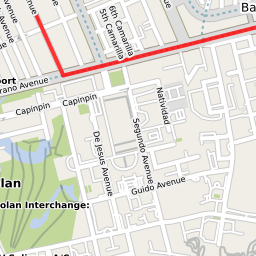 Avenue
Ba
6th Camarilla
5th Camarilla
port
rano Avenue
Capinpin
Capinpin
Natividad
De Jesus Avenue
Segundo Avenue
lan
Guido Avenue
olan Interchange: